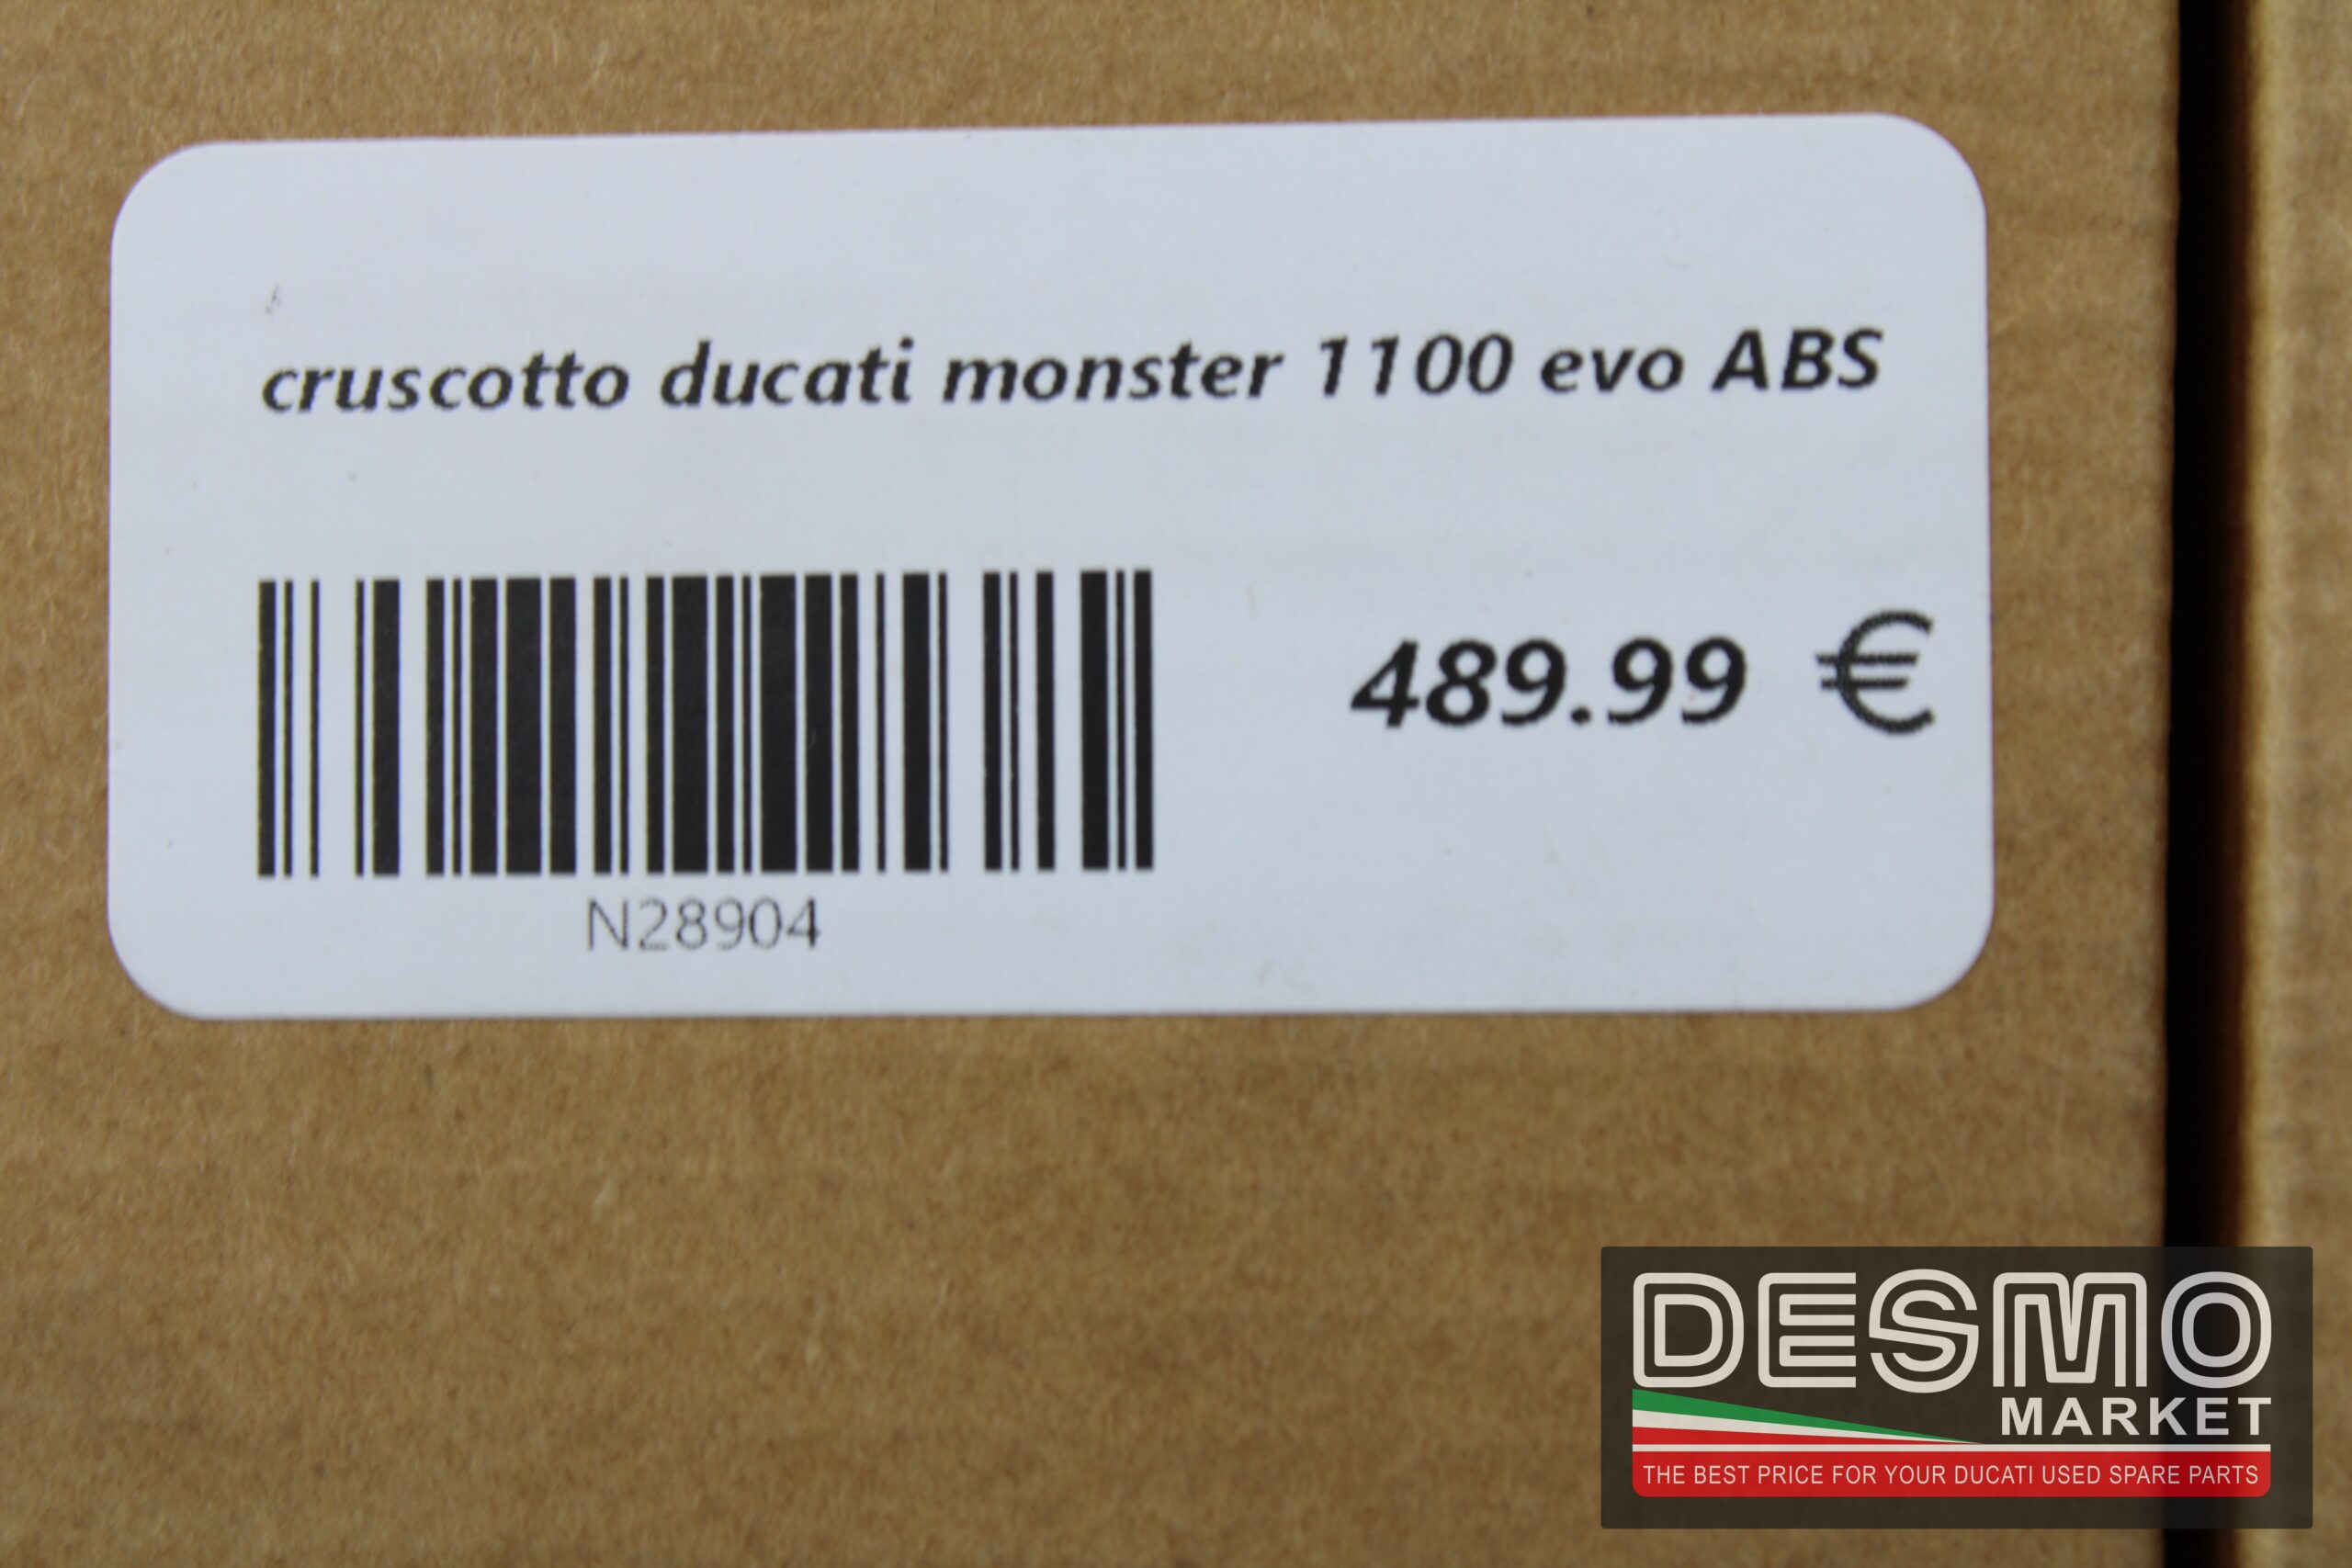 cruscotto ducati monster 1100 evo ABS
489.99 €
N28904
DESMO
MARKET
THE BEST PRICE FOR YOUR DUCATI USED SPARE PARTS